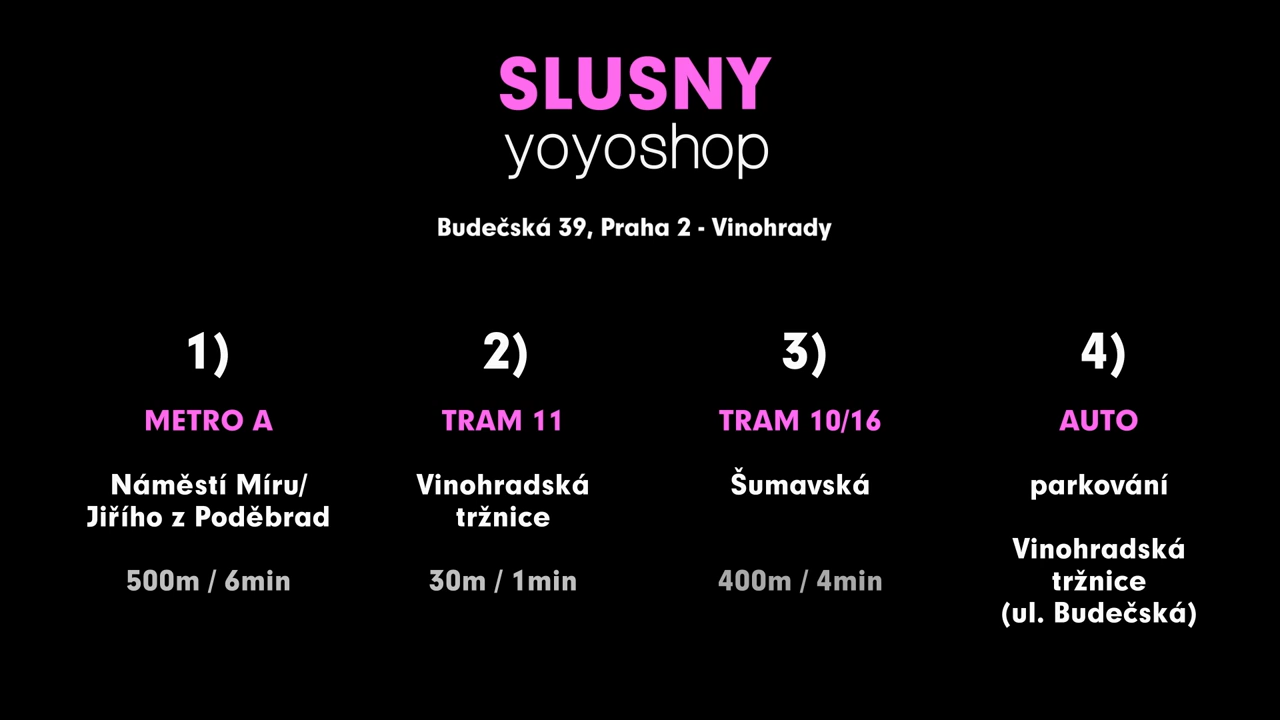 SLUSNY
yoyoshop
Budečská 39, Praha 2 - Vinohrady
1)
METRO A
Náměstí Míru/
Jiřího z Poděbrad
500m / 6min
2)
TRAM 11
Vinohradská
tržnice
30m / 1min
3)
TRAM 10/16
Šumavská
400m / 4min
4)
AUTO
parkování
Vinohradská
tržnice
(ul. Budečská)